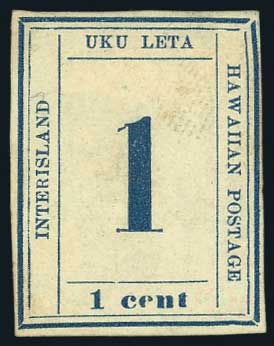 UKU LETA
INTERISLAND
HAWAIIAN POSTAGE
1
1 cent